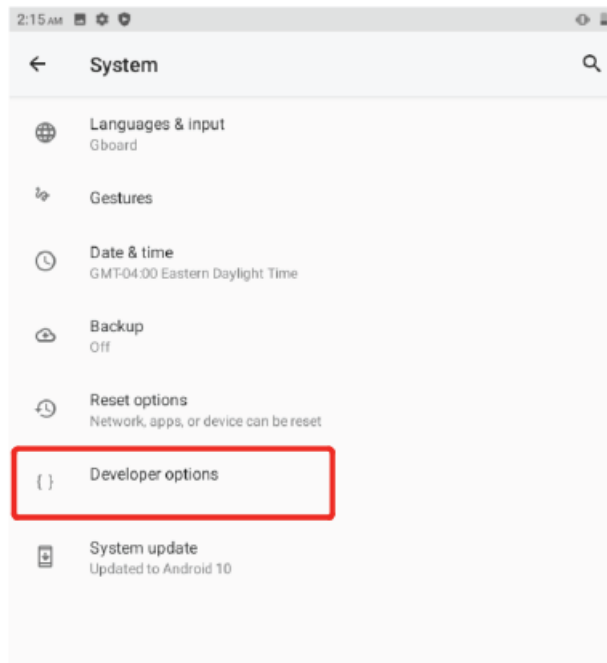 2:15 AM
System
Languages & input
Gboard
Gestures
Date & time
GMT-04:00 Eastern Daylight Time
Backup
Off
Reset options
Network, apps, or device can be reset
{ }
Developer options
System update
Updated to Android 10